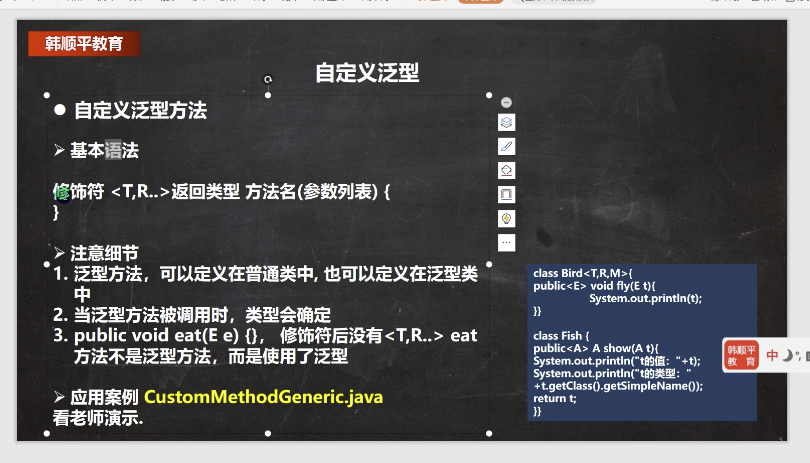 韩顺平教育
自定义泛型
● 自定义泛型方法
➢ 基本语法
修饰符 <T,R..>返回类型 方法名(参数列表) {
}
➢ 注意细节
1. 泛型方法，可以定义在普通类中, 也可以定义在泛型类
中
2. 当泛型方法被调用时，类型会确定
3. public void eat(E e) {}， 修饰符后没有<T,R..> eat
方法不是泛型方法，而是使用了泛型
➢ 应用案例 CustomMethodGeneric.java
看老师演示.
class Bird<T,R,M>{
public<E> void fly(E t){
System.out.println(t);
}}
class Fish {
public<A> A show(A t){
System.out.println("t的值："+t);
System.out.println("t的类型："
+t.getClass().getSimpleName());
return t;
}}
韩顺平
教 育
中